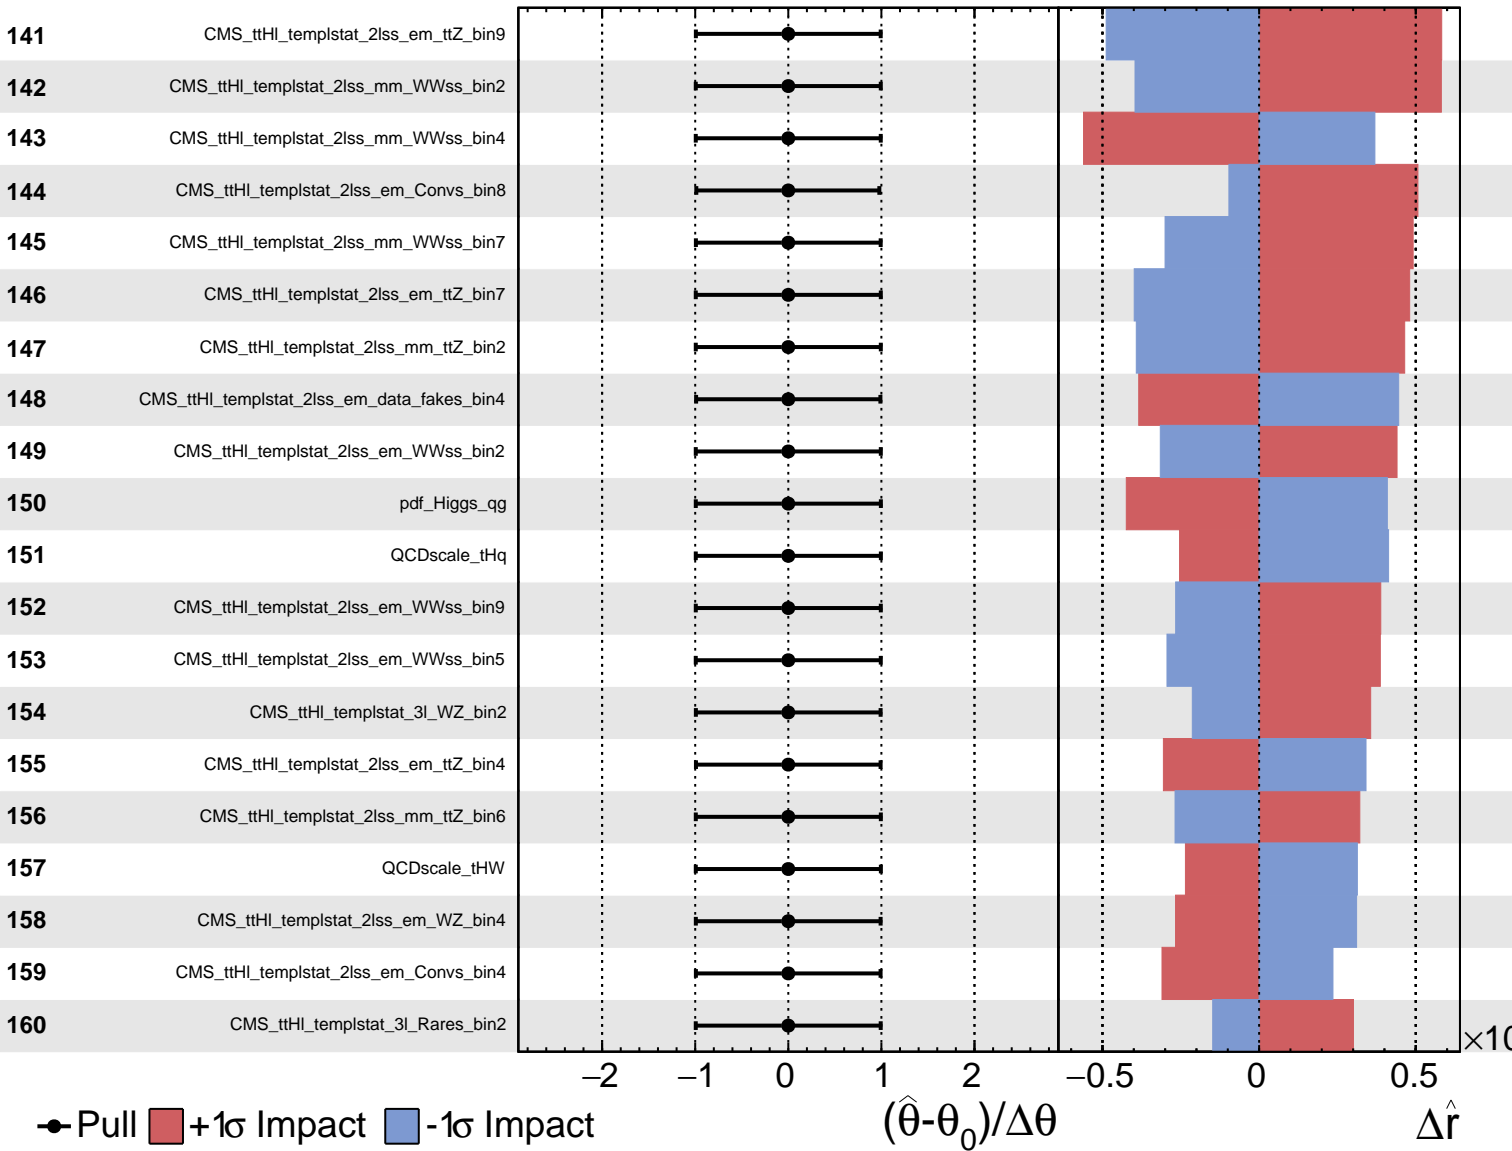 141 CMS_ttHl_templstat_2lss_em_ttZ_bin9
142 CMS_ttHl_templstat_2lss_mm_WWss_bin2
143 CMS_ttHl_templstat_2lss_mm_WWss_bin4
144 CMS_ttHl_templstat_2lss_em_Convs_bin8
145 CMS_ttHl_templstat_2lss_mm_WWss_bin7
146 CMS_ttHl_templstat_2lss_em_ttZ_bin7
147 CMS_ttHl_templstat_2lss_mm_ttZ_bin2
148 CMS_ttHl_templstat_2lss_em_data_fakes_bin4
149 CMS_ttHl_templstat_2lss_em_WWss_bin2
150 pdf_Higgs_qg
151 QCDscale_tHq
152 CMS_ttHl_templstat_2lss_em_WWss_bin9
153 CMS_ttHl_templstat_2lss_em_WWss_bin5
154 CMS_ttHl_templstat_3l_WZ_bin2
155 CMS_ttHl_templstat_2lss_em_ttZ_bin4
156 CMS_ttHl_templstat_2lss_mm_ttZ_bin6
157 QCDscale_tHW
158 CMS_ttHl_templstat_2lss_em_WZ_bin4
159 CMS_ttHl_templstat_2lss_em_Convs_bin4
160 CMS_ttHl_templstat_3l_Rares_bin2
×10
−2 −1 0 1 2 −0.5 0 0.5
Pull +1σ Impact -1σ Impact (θ̂-θ₀)/Δθ Δr̂